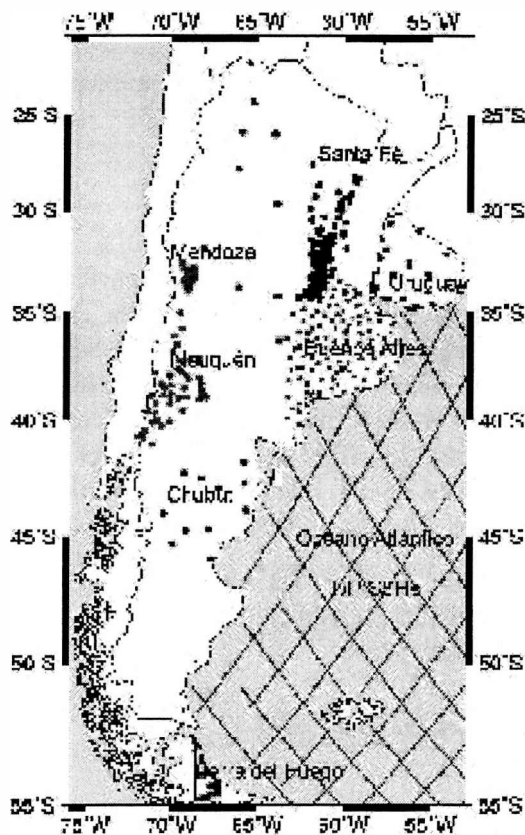 75°W 70°W 65°W 60°W 55°W
25°S 25°S
Santa Fé
30°S 30°S
Mendoza
Uruguay
35°S 35°S
Neuquén Buenos Aires
40°S 40°S
Chubut
45°S Océano Atlántico 45°S
50°S 50°S
Tierra del Fuego
55°S 55°S
75°W 70°W 65°W 60°W 55°W